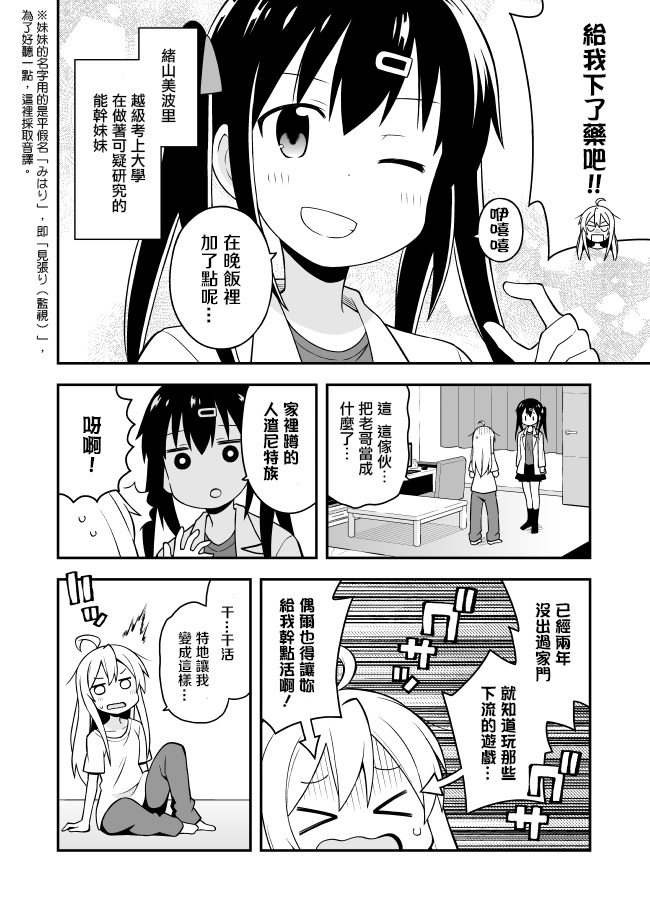 給我下了藥吧!!
咿嘻嘻
在晚飯裡
加了點呢…
緒山美波里
越級考上大學
在做著可疑研究的
能幹妹妹
※妹妹的名字用的是平假名「みはり」，即「見張り(監視)」，
為了好聽一點，這裡採取音譯。
這 這傢伙…
把老哥當成
什麼了…
家裡蹲的
人渣尼特族
呀啊！
已經兩年
沒出過家門
就知道玩那些
下流的遊戲…
偶爾也得讓妳
給我幹點活啊！
グサッ
グサッ
干…干活
特地讓我
變成這樣…